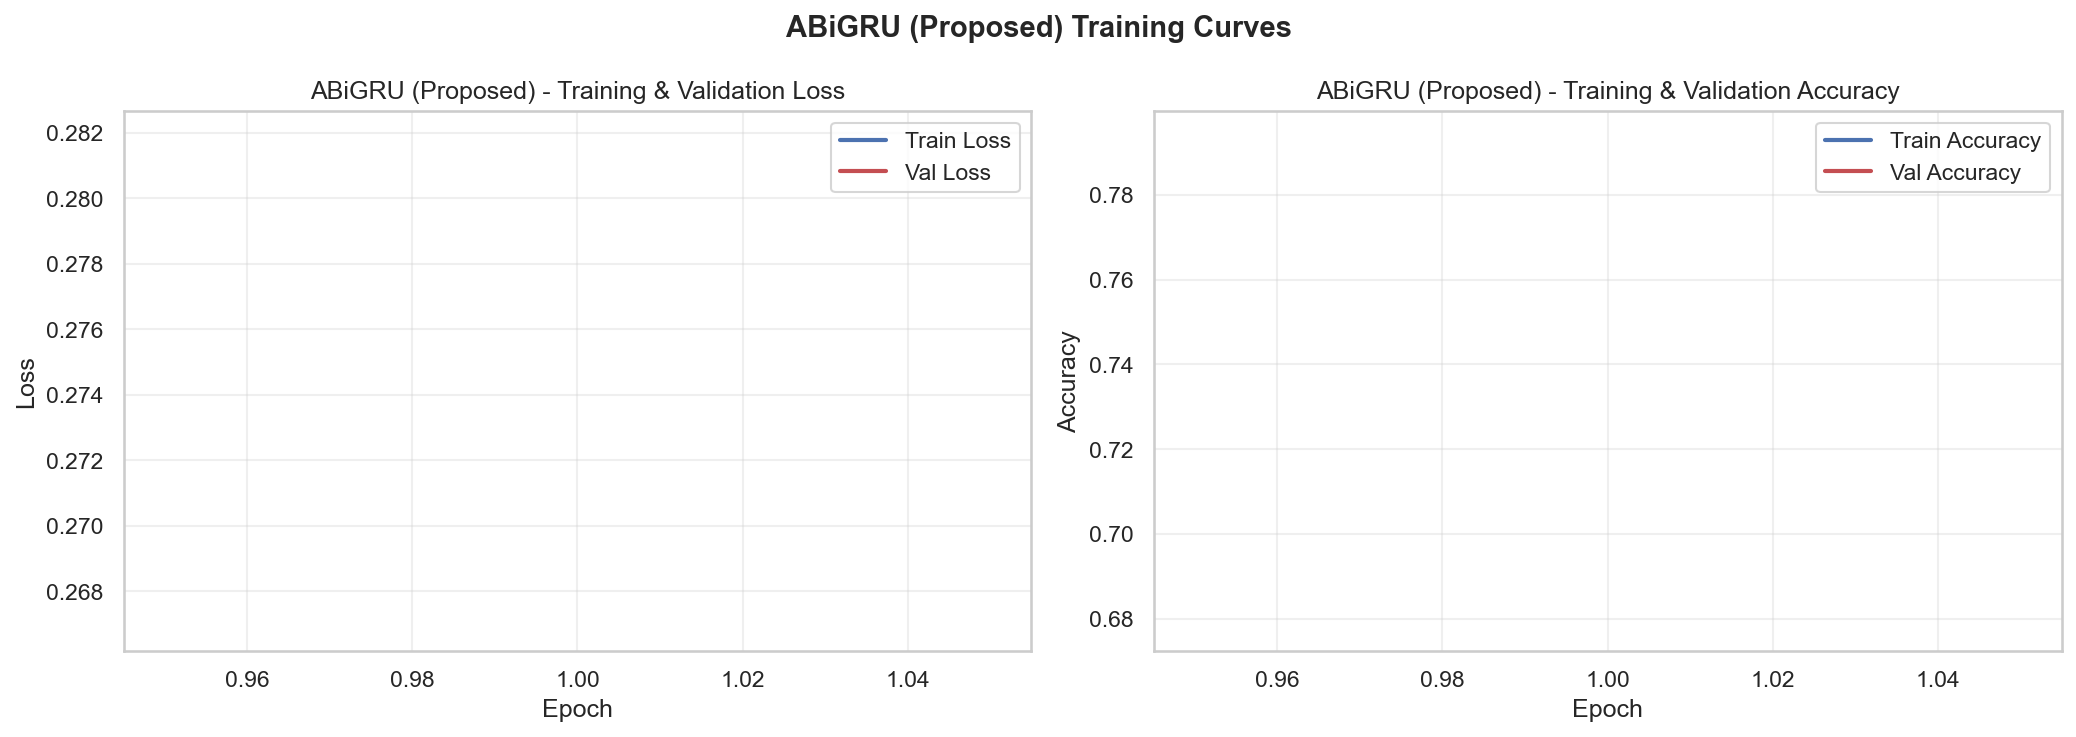 ABiGRU (Proposed) Training Curves
ABiGRU (Proposed) - Training & Validation Loss
Train Loss
Val Loss
0.282
0.280
0.278
0.276
0.274
0.272
0.270
0.268
Loss
0.96 0.98 1.00 1.02 1.04
Epoch
ABiGRU (Proposed) - Training & Validation Accuracy
Train Accuracy
Val Accuracy
0.78
0.76
0.74
0.72
0.70
0.68
Accuracy
0.96 0.98 1.00 1.02 1.04
Epoch